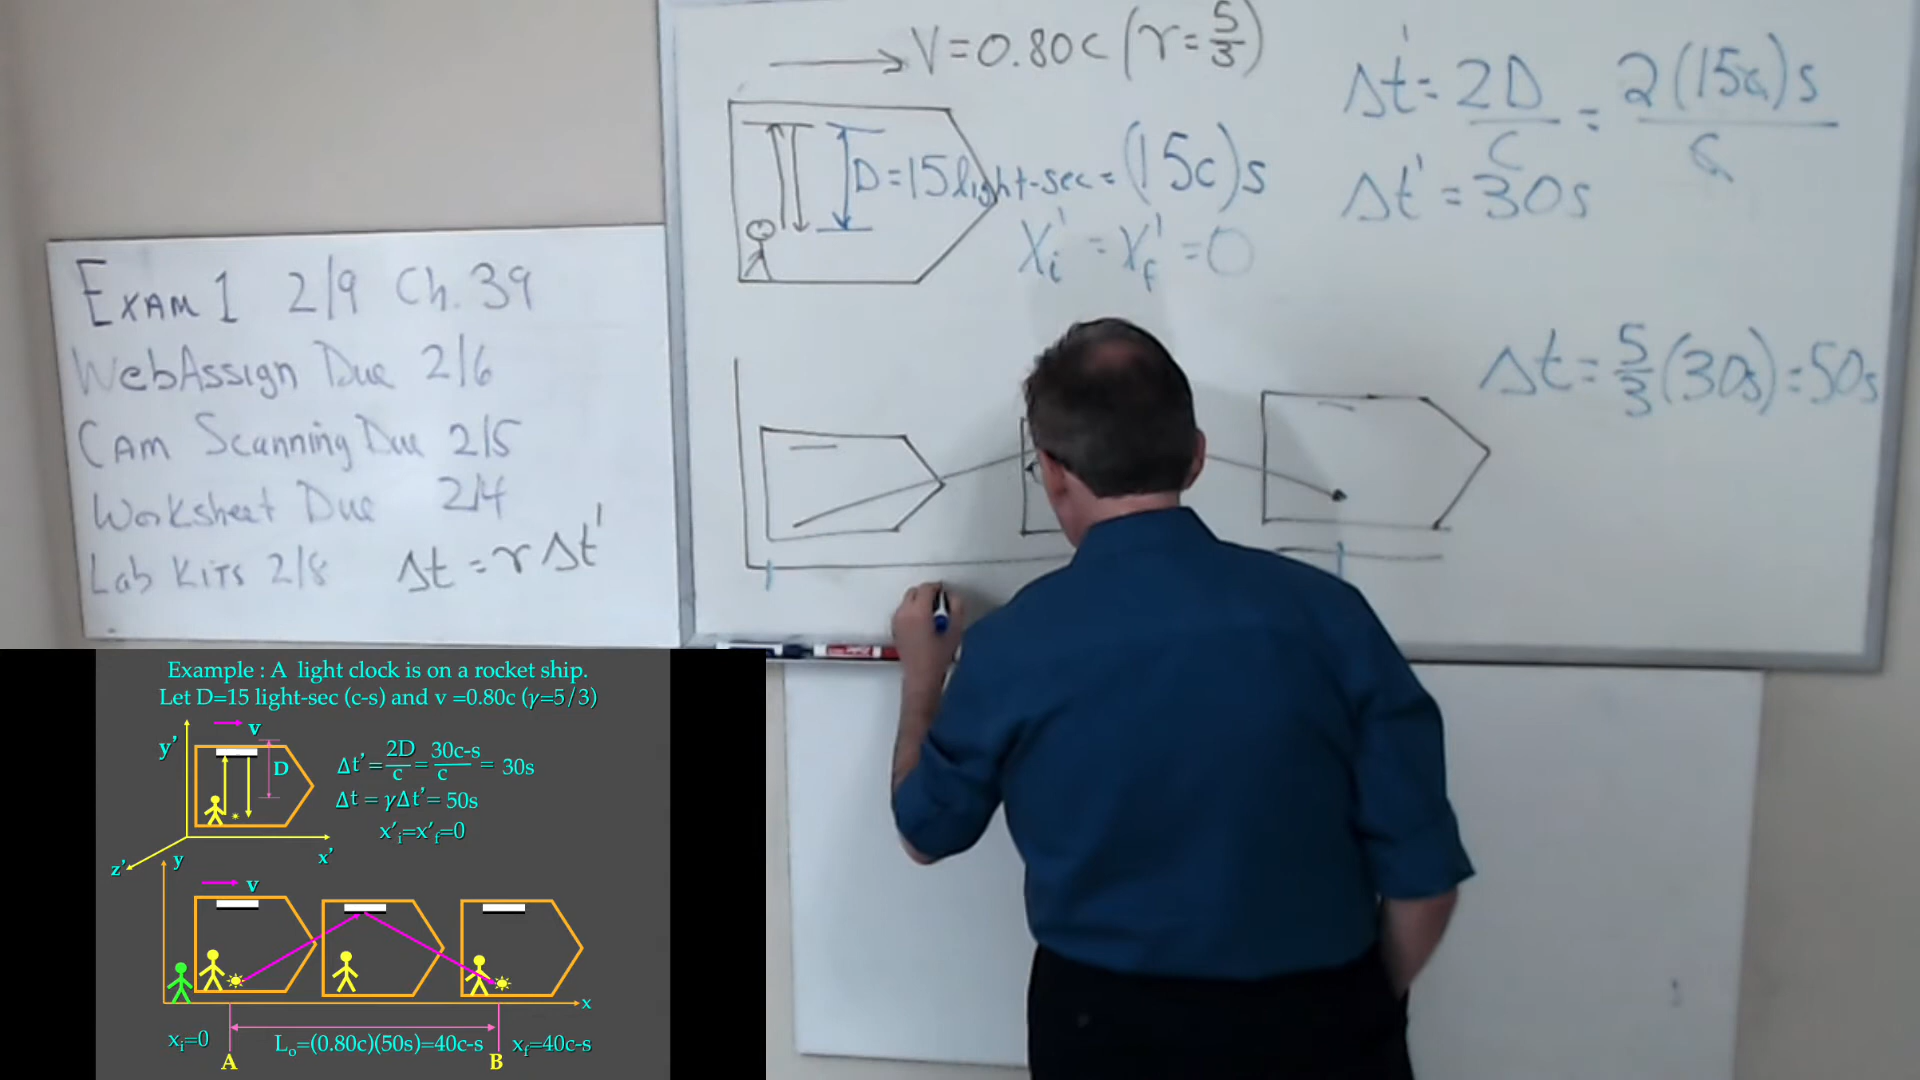 V=0.80c (γ=5/3)
D=15 light-sec = (15c)s
x'i = x'f = 0
Δt' = 2D/c = 2(15c)s/c
Δt' = 30s
Δt = 5/3 (30s) = 50s
EXAM 1 2/9 Ch. 39
WebAssign Due 2/6
CAM Scanning Due 2/5
Worksheet Due 2/4
Lab KiTs 2/8 Δt = γ Δt'
Example : A light clock is on a rocket ship.
Let D=15 light-sec (c-s) and v =0.80c (γ=5/3)
v
y'
D
Δt' = 2D/c = 30c-s/c = 30s
Δt = γΔt' = 50s
x'i=x'f=0
x'
z'
y
v
x
xi=0
Lo=(0.80c)(50s)=40c-s
xf=40c-s
A
B